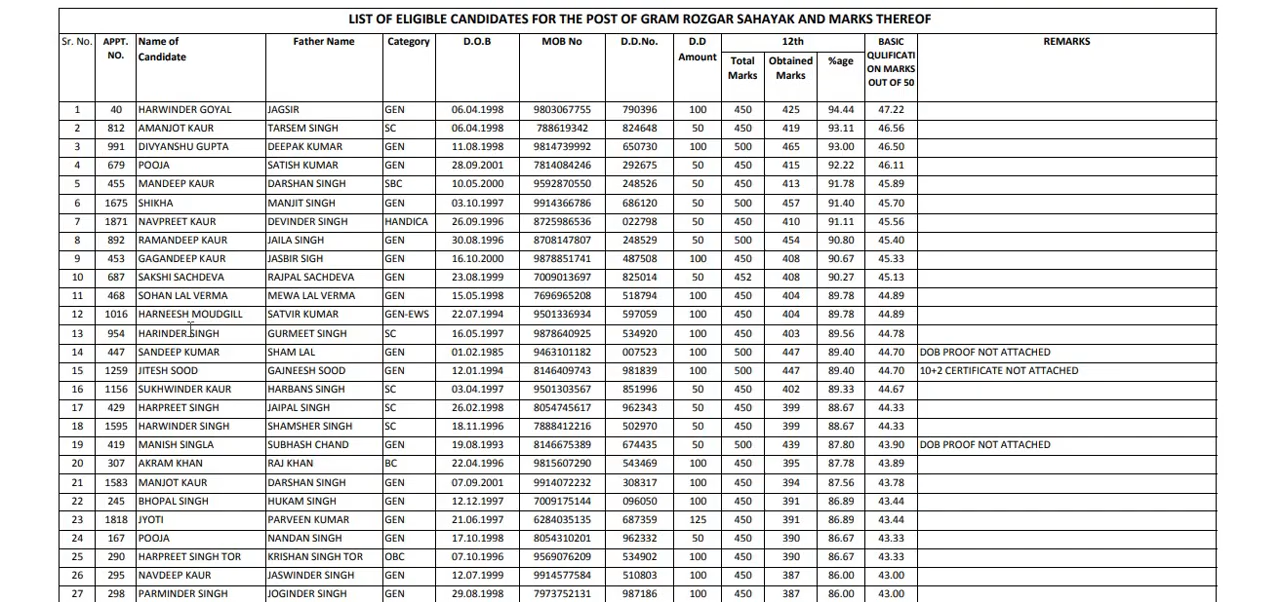 LIST OF ELIGIBLE CANDIDATES FOR THE POST OF GRAM ROZGAR SAHAYAK AND MARKS THEREOF
Sr. No. APPT. NO. Name of Candidate Father Name Category D.O.B MOB No D.D.No. D.D Amount 12th Total Marks Obtained Marks %age BASIC QULIFICATI ON MARKS OUT OF 50 REMARKS
1 40 HARWINDER GOYAL JAGSIR GEN 06.04.1998 9803067755 790396 100 450 425 94.44 47.22
2 812 AMANJOT KAUR TARSEM SINGH SC 06.04.1998 788619342 824648 50 450 419 93.11 46.56
3 991 DIVYANSHU GUPTA DEEPAK KUMAR GEN 11.08.1998 9814739992 650730 100 500 465 93.00 46.50
4 679 POOJA SATISH KUMAR GEN 28.09.2001 7814084246 292675 50 450 415 92.22 46.11
5 455 MANDEEP KAUR DARSHAN SINGH SBC 10.05.2000 9592870550 248526 50 450 413 91.78 45.89
6 1675 SHIKHA MANJIT SINGH GEN 03.10.1997 9914366786 686120 50 500 457 91.40 45.70
7 1871 NAVPREET KAUR DEVINDER SINGH HANDICA 26.09.1996 8725986536 022798 50 450 410 91.11 45.56
8 892 RAMANDEEP KAUR JAILA SINGH GEN 30.08.1996 8708147807 248529 50 500 454 90.80 45.40
9 453 GAGANDEEP KAUR JASBIR SIGH GEN 16.10.2000 9878851741 487508 100 450 408 90.67 45.33
10 687 SAKSHI SACHDEVA RAJPAL SACHDEVA GEN 23.08.1999 7009013697 825014 50 452 408 90.27 45.13
11 468 SOHAN LAL VERMA MEWA LAL VERMA GEN 15.05.1998 7696965208 518794 100 450 404 89.78 44.89
12 1016 HARNEESH MOUDGILL SATVIR KUMAR GEN-EWS 22.07.1994 9501336934 597059 100 450 404 89.78 44.89
13 954 HARINDER SINGH GURMEET SINGH SC 16.05.1997 9878640925 534920 100 450 403 89.56 44.78
14 447 SANDEEP KUMAR SHAM LAL GEN 01.02.1985 9463101182 007523 100 500 447 89.40 44.70 DOB PROOF NOT ATTACHED
15 1259 JITESH SOOD GAJNEESH SOOD GEN 20.01.1994 8146409743 981839 100 500 447 89.40 44.70 10+2 CERTIFICATE NOT ATTACHED
16 1156 SUKHWINDER KAUR HARBANS SINGH SC 03.04.1997 9501303567 851996 50 450 402 89.33 44.67
17 429 HARPREET SINGH JAIPAL SINGH SC 26.02.1998 8054745617 962343 50 450 399 88.67 44.33
18 1595 HARWINDER SINGH SHAMSHER SINGH SC 18.11.1996 7888412216 502970 50 450 399 88.67 44.33
19 419 MANISH SINGLA SUBHASH CHAND GEN 19.08.1993 8146675389 674435 50 500 439 87.80 43.90 DOB PROOF NOT ATTACHED
20 307 AKRAM KHAN RAJ KHAN BC 22.04.1996 9815607290 543469 100 450 395 87.78 43.89
21 1583 MANJOT KAUR DARSHAN SINGH GEN 07.09.2001 9914072232 308317 100 450 394 87.56 43.78
22 245 BHOPAL SINGH HUKAM SINGH GEN 12.12.1997 7009175144 096050 100 450 391 86.89 43.44
23 1818 JYOTI PARVEEN KUMAR GEN 21.06.1997 6284035135 687359 125 450 391 86.89 43.44
24 167 POOJA NANDAN SINGH GEN 17.10.1998 8054310201 962332 50 450 390 86.67 43.33
25 290 HARPREET SINGH TOR KRISHAN SINGH TOR OBC 07.10.1996 9569076209 534902 100 450 390 86.67 43.33
26 295 NAVDEEP KAUR JASWINDER SINGH GEN 12.07.1999 9914577584 510803 100 450 387 86.00 43.00
27 298 PARMINDER SINGH JOGINDER SINGH GEN 29.08.1998 7973752131 987186 100 450 387 86.00 43.00